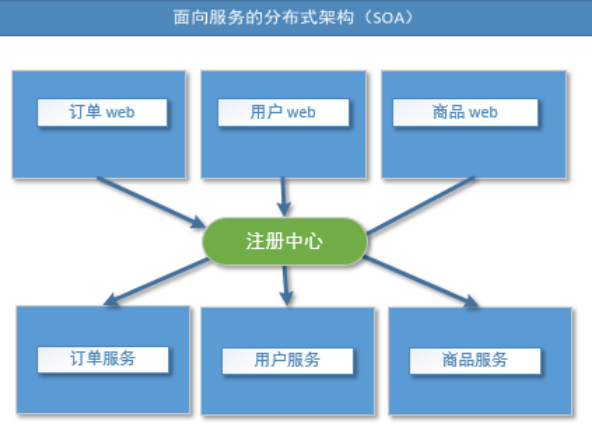 面向服务的分布式架构（SOA）
订单 web
用户 web
商品 web
注册中心
订单服务
用户服务
商品服务